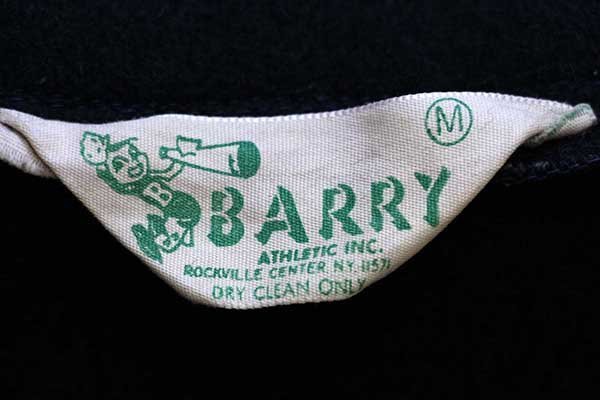 M
B
BARRY
ATHLETIC INC.
ROCKVILLE CENTER N.Y. 11571
DRY CLEAN ONLY